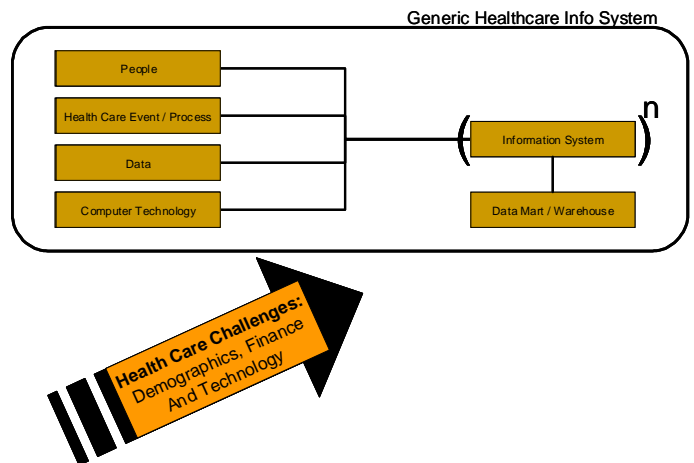 Generic Healthcare Info System
People
Health Care Event / Process
Data
Computer Technology
( Information System )n
Data Mart / Warehouse
Health Care Challenges:
Demographics, Finance
And Technology